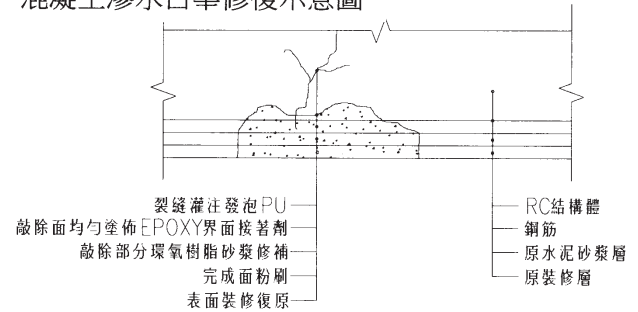 混凝土滲水白華修復示意圖
裂縫灌注發泡PU
敲除面均勻塗佈EPOXY界面接著劑
敲除部分環氧樹脂砂漿修補
完成面粉刷
表面裝修復原
RC結構體
鋼筋
原水泥砂漿層
原裝修層